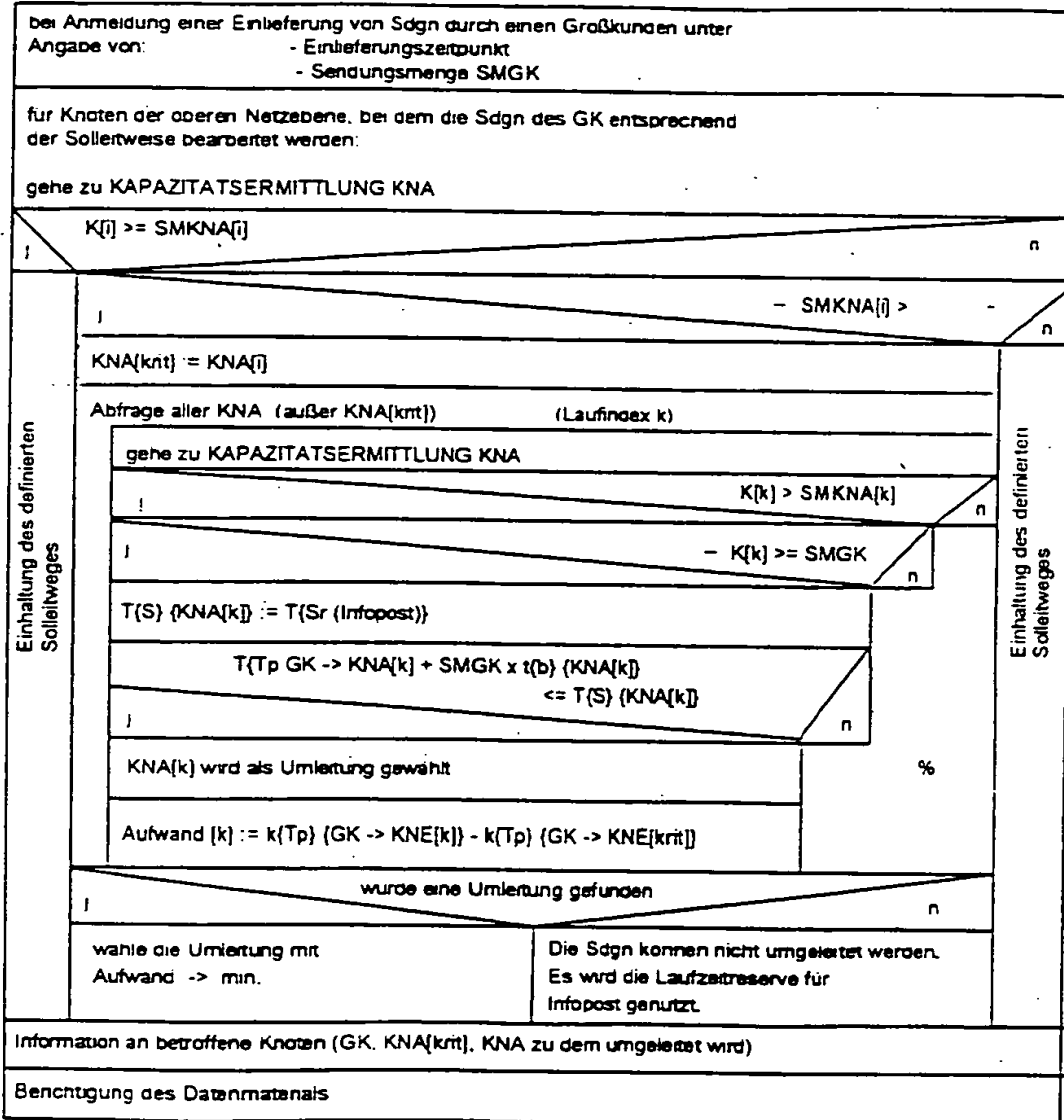 bei Anmeldung einer Einlieferung von Sdgn durch einen Großkunden unter
Angabe von: - Einlieferungszeitpunkt
- Sendungsmenge SMGK
für Knoten der oberen Netzebene, bei dem die Sdgn des GK entsprechend
der Solleitweise bearbeitet werden:
gehe zu KAPAZITATSERMITTLUNG KNA
K[i] >= SMKNA[i]
j
n
– SMKNA[i] > -
j
n
KNA[krit] := KNA[i]
Abfrage aller KNA (außer KNA[krit]) (Laufindex k)
gehe zu KAPAZITATSERMITTLUNG KNA
K[k] > SMKNA[k]
j
n
– K[k] >= SMGK
j
n
T{S} {KNA[k]} := T{Sr (Infopost)}
T{Tp GK -> KNA[k] + SMGK x t{b} {KNA[k]}
<= T{S} {KNA[k]}
j
n
KNA[k] wird als Umleitung gewählt
%
Aufwand [k] := k{Tp} {GK -> KNE[k]} - k{Tp} {GK -> KNE[krit]}
wurde eine Umleitung gefunden
j
n
wähle die Umleitung mit
Aufwand -> min.
Die Sdgn können nicht umgeleitet werden.
Es wird die Laufzeitreserve für
Infopost genutzt.
Einhaltung des definierten
Solleitweges
Einhaltung des definierten
Solleitweges
Information an betroffene Knoten (GK, KNA[krit], KNA zu dem umgeleitet wird)
Berichtigung des Datenmaterials